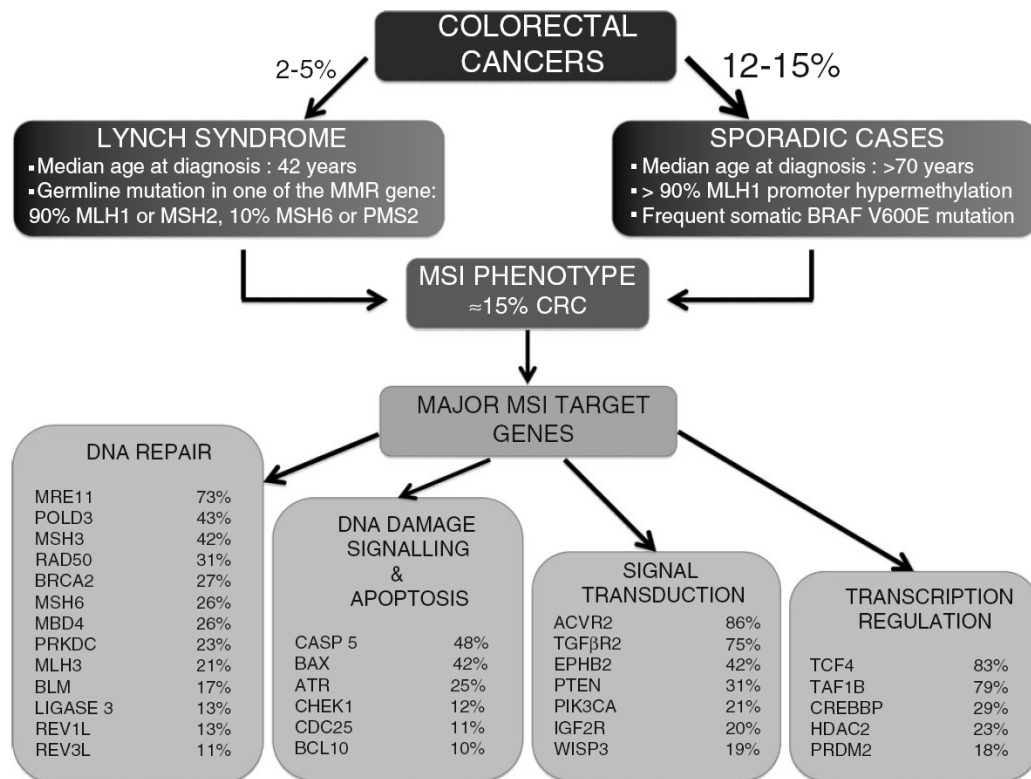 COLORECTAL
CANCERS
2-5%
12-15%
LYNCH SYNDROME
▪Median age at diagnosis : 42 years
▪Germline mutation in one of the MMR gene:
90% MLH1 or MSH2, 10% MSH6 or PMS2
SPORADIC CASES
▪ Median age at diagnosis : >70 years
▪ > 90% MLH1 promoter hypermethylation
▪ Frequent somatic BRAF V600E mutation
MSI PHENOTYPE
≈15% CRC
MAJOR MSI TARGET
GENES
DNA REPAIR
MRE11 73%
POLD3 43%
MSH3 42%
RAD50 31%
BRCA2 27%
MSH6 26%
MBD4 26%
PRKDC 23%
MLH3 21%
BLM 17%
LIGASE 3 13%
REV1L 13%
REV3L 11%
DNA DAMAGE
SIGNALLING
&
APOPTOSIS
CASP 5 48%
BAX 42%
ATR 25%
CHEK1 12%
CDC25 11%
BCL10 10%
SIGNAL
TRANSDUCTION
ACVR2 86%
TGFβR2 75%
EPHB2 42%
PTEN 31%
PIK3CA 21%
IGF2R 20%
WISP3 19%
TRANSCRIPTION
REGULATION
TCF4 83%
TAF1B 79%
CREBBP 29%
HDAC2 23%
PRDM2 18%